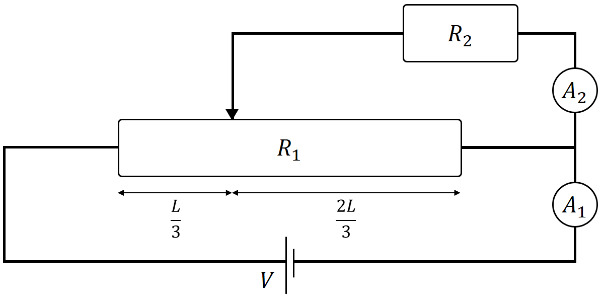 R₂
A₂
R₁
L/3
2L/3
A₁
V